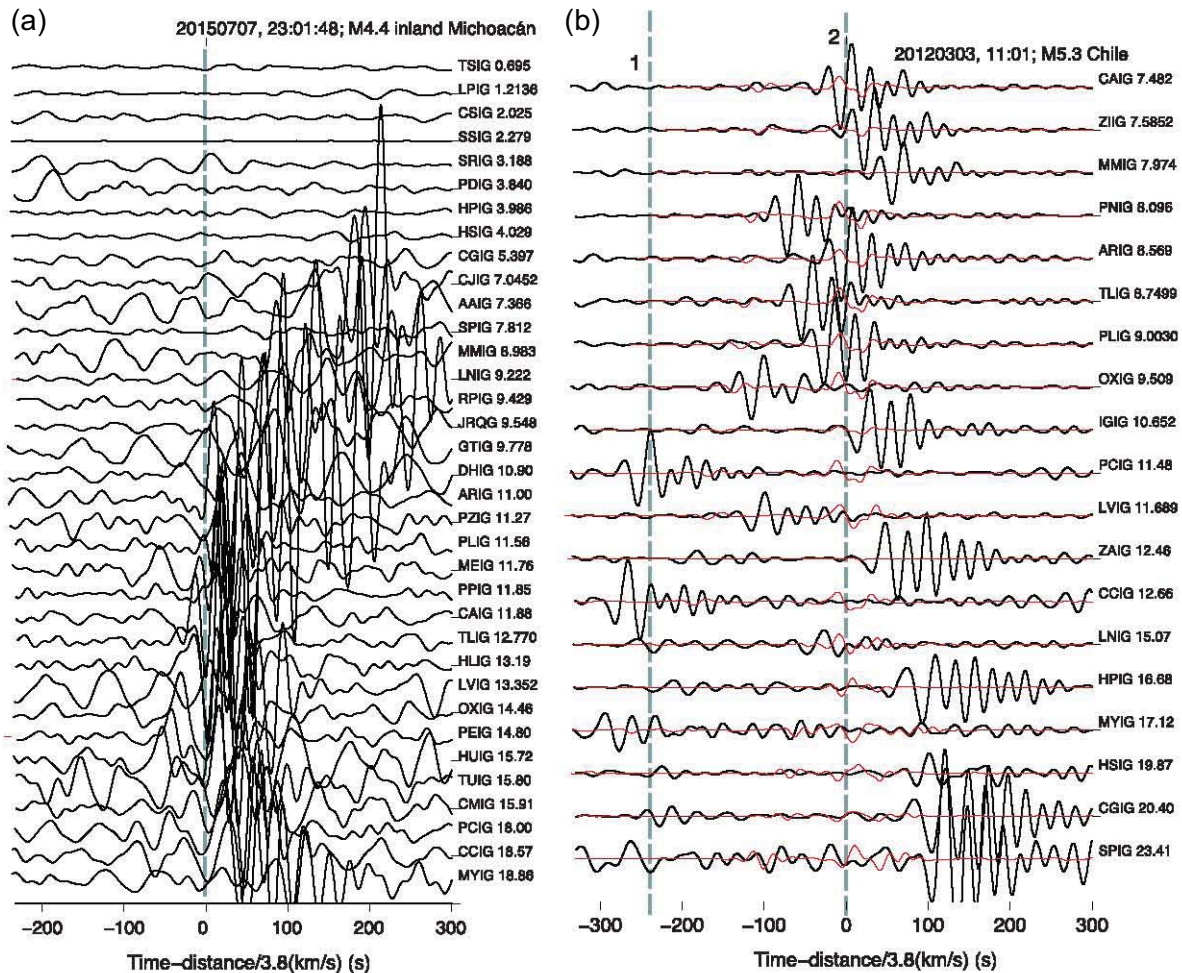 (a)
20150707, 23:01:48; M4.4 inland Michoacán
TSIG 0.695
LPIG 1.2136
CSIG 2.025
SSIG 2.279
SRIG 3.188
PDIG 3.840
HPIG 3.986
HSIG 4.029
CGIG 5.397
CJIG 7.0452
AAIG 7.366
SPIG 7.812
MMIG 8.983
LNIG 9.222
RPIG 9.429
JRQG 9.548
GTIG 9.778
DHIG 10.90
ARIG 11.00
PZIG 11.27
PLIG 11.56
MEIG 11.76
PPIG 11.85
CAIG 11.88
TLIG 12.770
HLIG 13.19
LVIG 13.352
OXIG 14.46
PEIG 14.80
HUIG 15.72
TUIG 15.80
CMIG 15.91
PCIG 18.00
CCIG 18.57
MYIG 18.86
−200 −100 0 100 200 300
Time−distance/3.8(km/s) (s)
(b)
1
2
20120303, 11:01; M5.3 Chile
CAIG 7.482
ZIIG 7.5852
MMIG 7.974
PNIG 8.096
ARIG 8.569
TLIG 8.7499
PLIG 9.0030
OXIG 9.509
IGIG 10.652
PCIG 11.48
LVIG 11.689
ZAIG 12.46
CCIG 12.66
LNIG 15.07
HPIG 16.68
MYIG 17.12
HSIG 19.87
CGIG 20.40
SPIG 23.41
−300 −200 −100 0 100 200 300
Time−distance/3.8(km/s) (s)